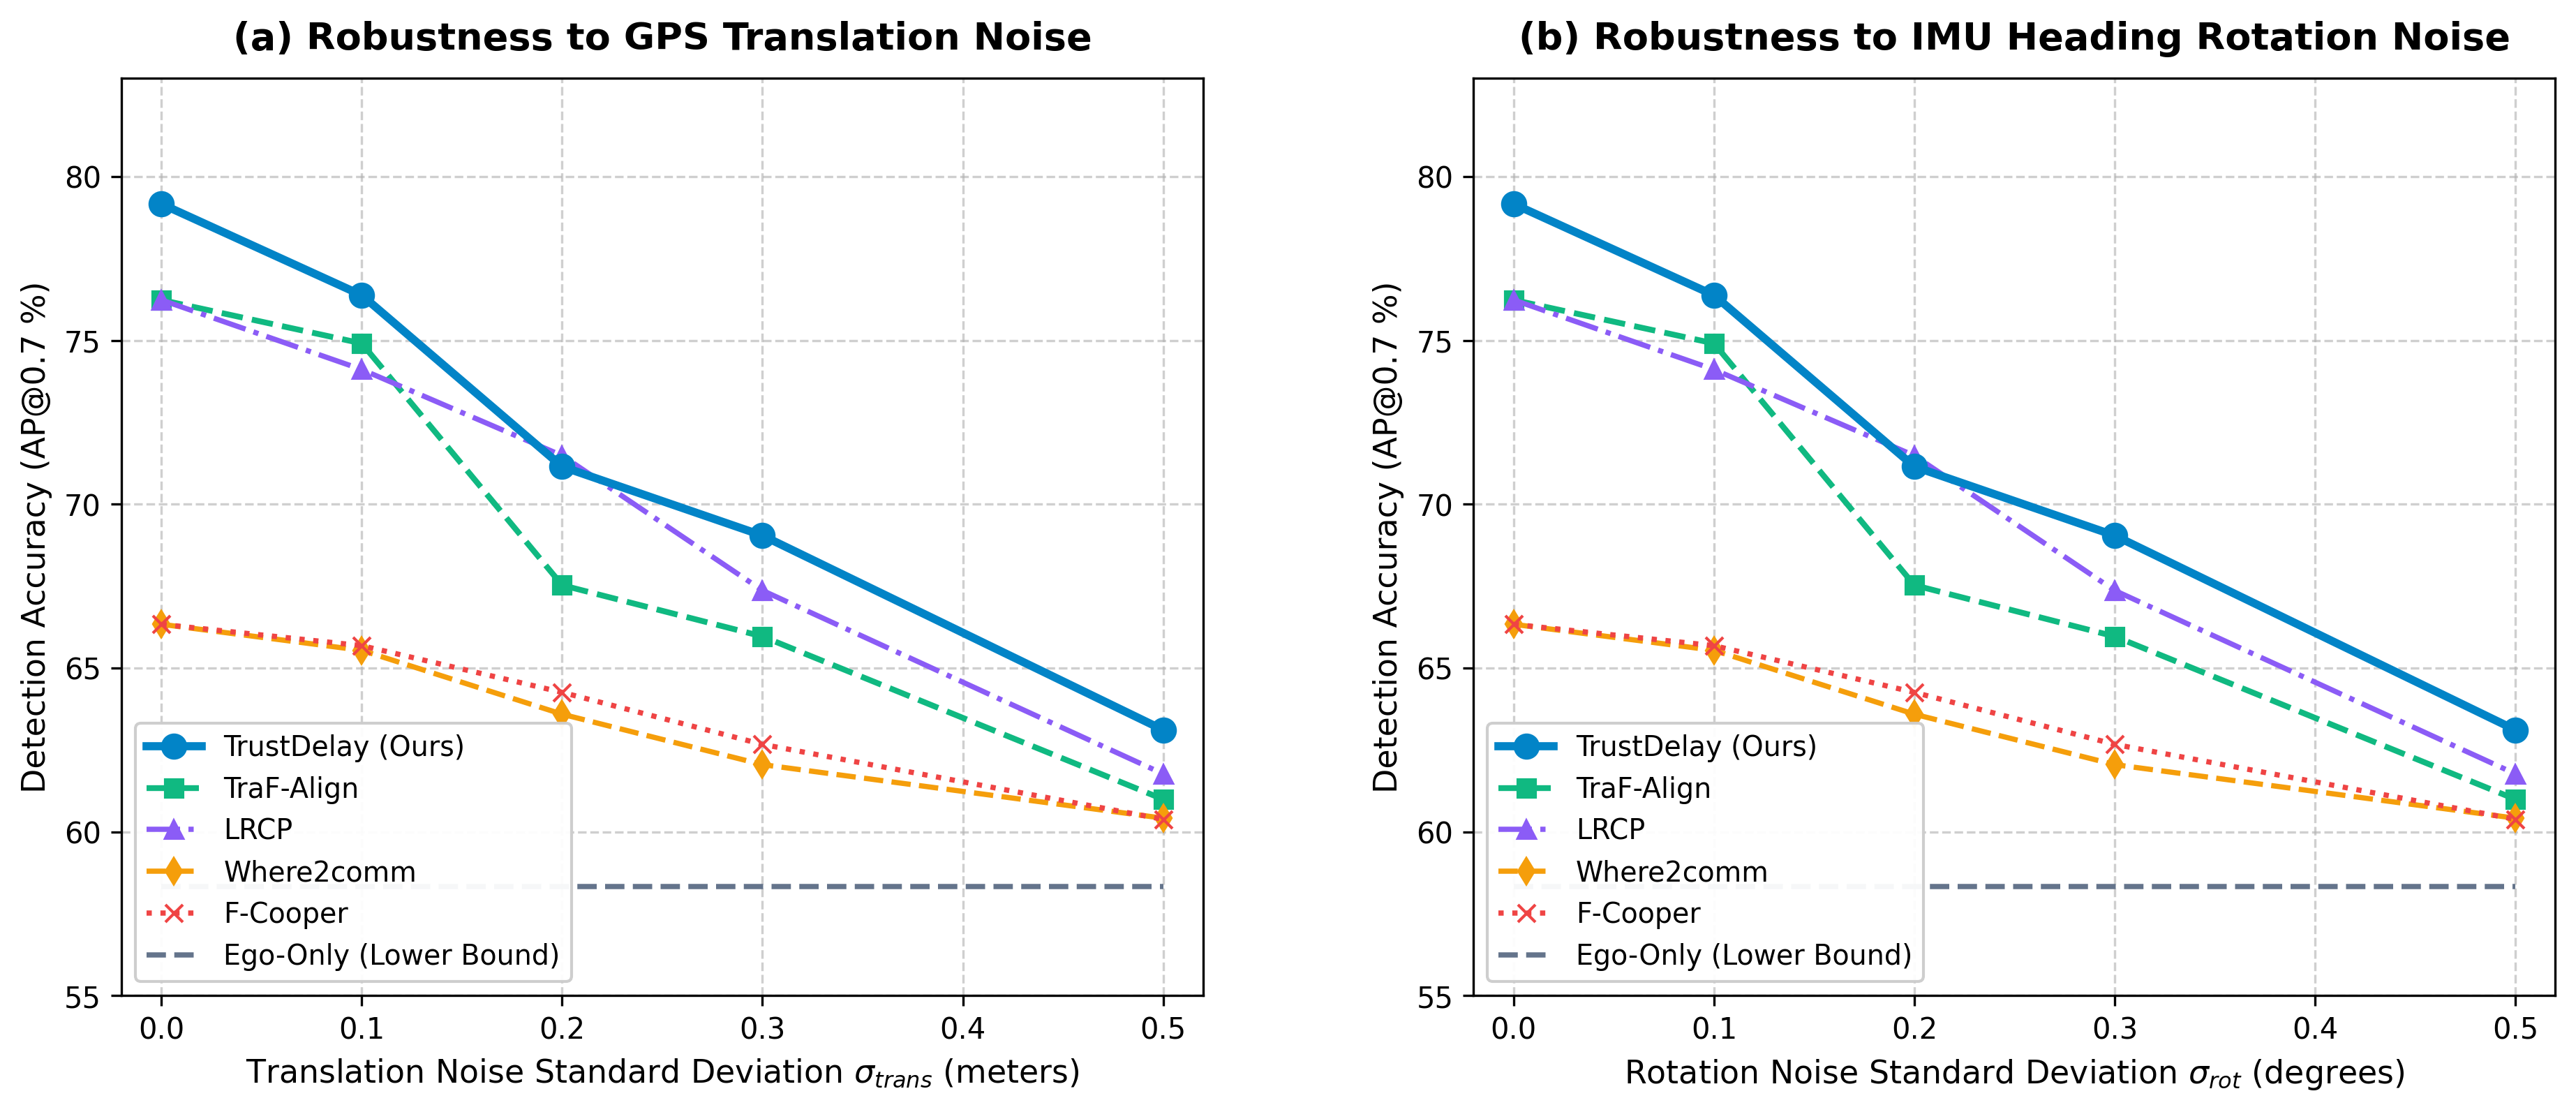 (a) Robustness to GPS Translation Noise
Detection Accuracy (AP@0.7 %)
80
75
70
65
60
55
TrustDelay (Ours)
TraF-Align
LRCP
Where2comm
F-Cooper
Ego-Only (Lower Bound)
0.0 0.1 0.2 0.3 0.4 0.5
Translation Noise Standard Deviation σ_trans (meters)
(b) Robustness to IMU Heading Rotation Noise
Detection Accuracy (AP@0.7 %)
80
75
70
65
60
55
TrustDelay (Ours)
TraF-Align
LRCP
Where2comm
F-Cooper
Ego-Only (Lower Bound)
0.0 0.1 0.2 0.3 0.4 0.5
Rotation Noise Standard Deviation σ_rot (degrees)